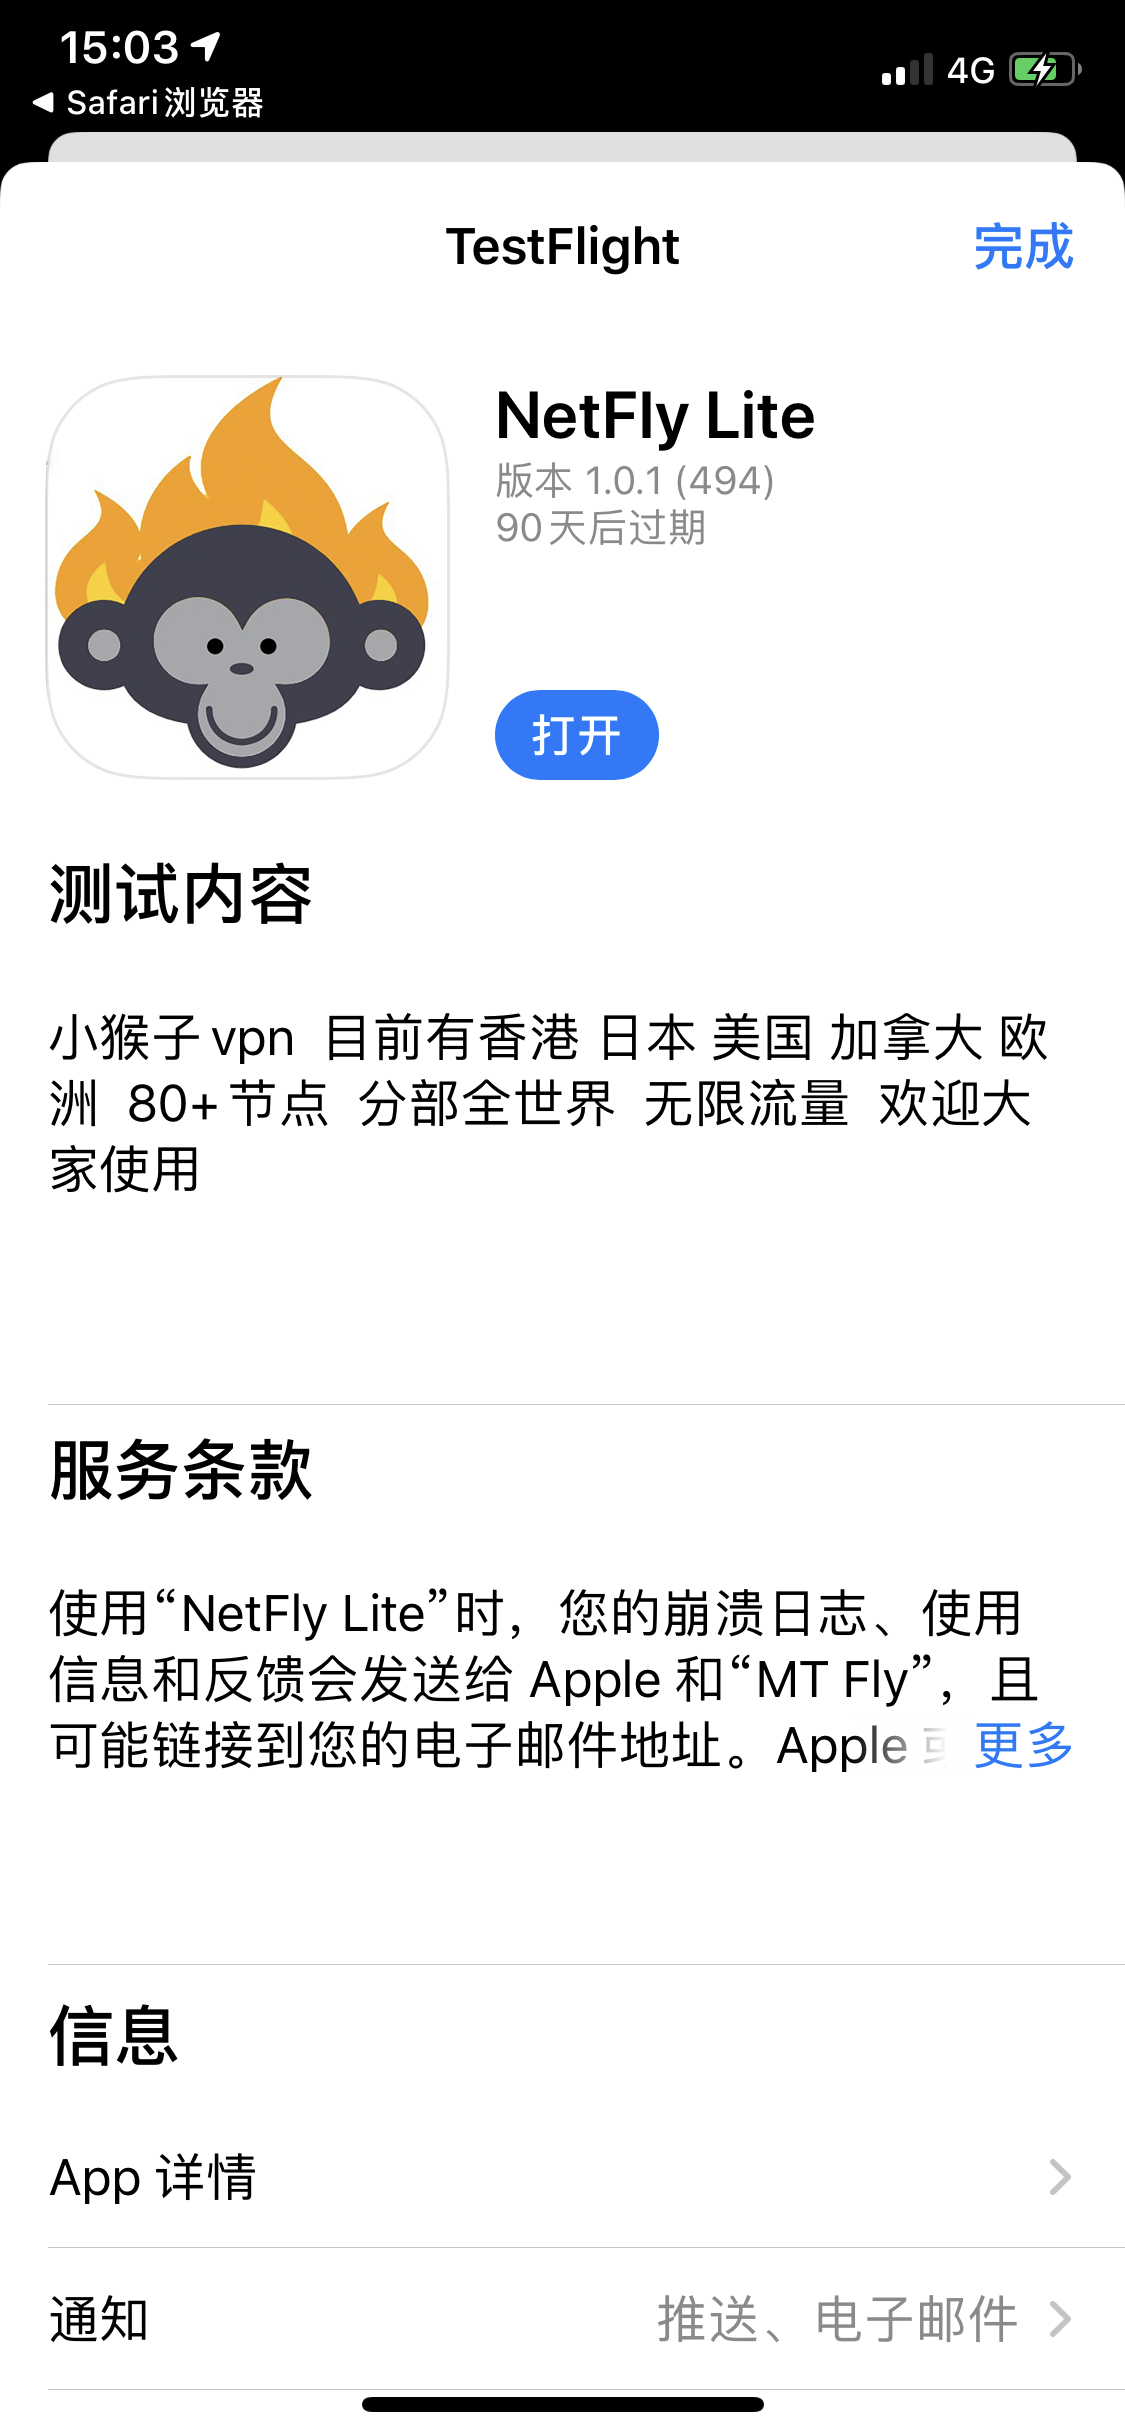 15:03
4G
Safari浏览器
TestFlight
完成
NetFly Lite
版本 1.0.1 (494)
90天后过期
打开
测试内容
小猴子vpn 目前有香港 日本 美国 加拿大 欧
洲 80+节点 分部全世界 无限流量 欢迎大
家使用
服务条款
使用“NetFly Lite”时，您的崩溃日志、使用
信息和反馈会发送给 Apple 和“MT Fly”，且
可能链接到您的电子邮件地址。Apple 更多
信息
App 详情
通知
推送、电子邮件